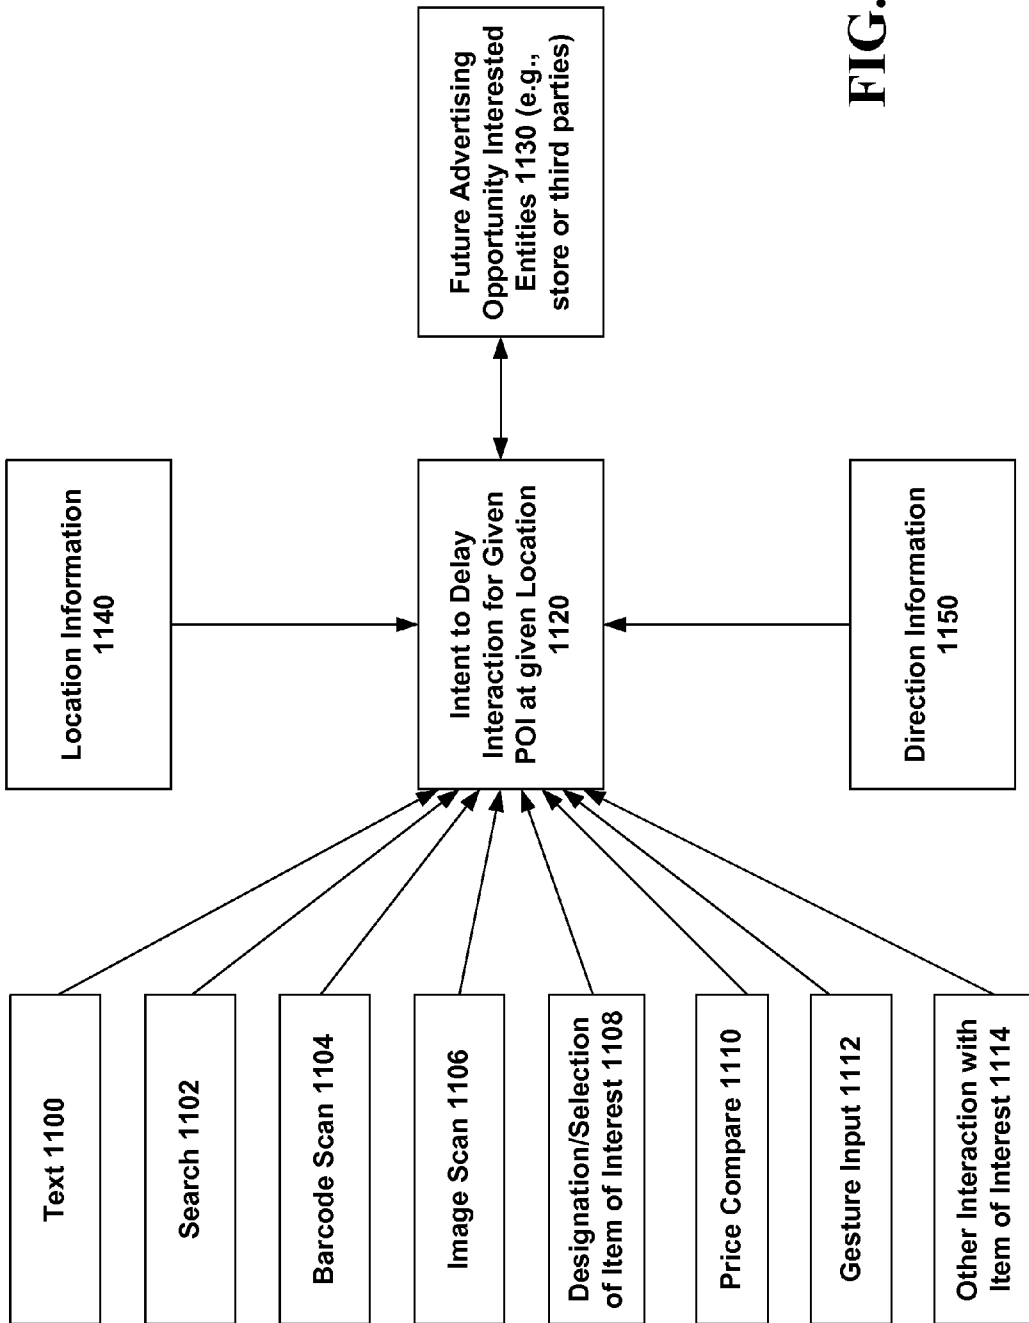 Text 1100
Search 1102
Barcode Scan 1104
Image Scan 1106
Designation/Selection
of Item of Interest 1108
Price Compare 1110
Gesture Input 1112
Other Interaction with
Item of Interest 1114
Location Information
1140
Intent to Delay
Interaction for Given
POI at given Location
1120
Direction Information
1150
Future Advertising
Opportunity Interested
Entities 1130 (e.g.,
store or third parties)
FIG.